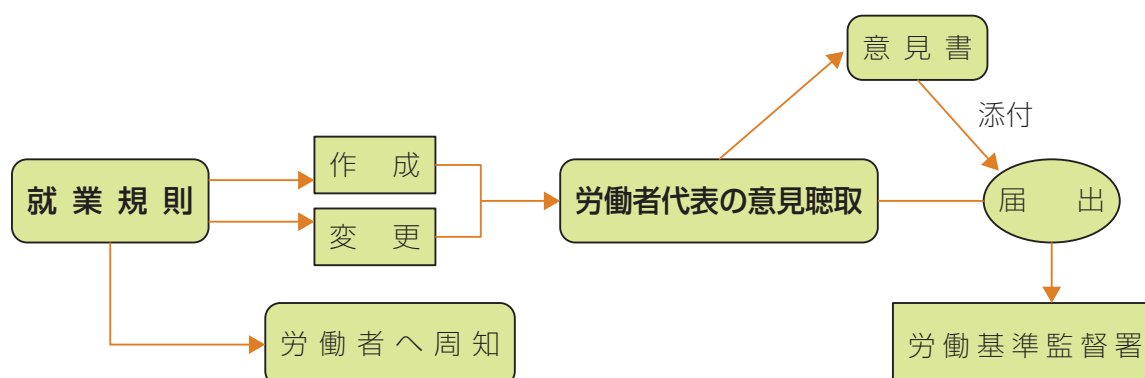 意見書
添付
就業規則
作成
変更
労働者代表の意見聴取
届出
労働者へ周知
労働基準監督署